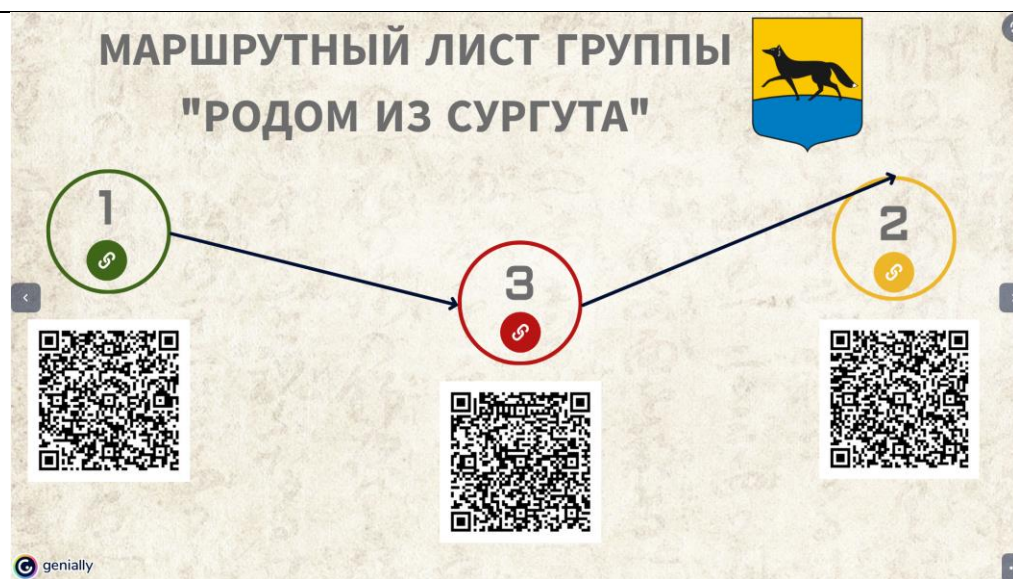 МАРШРУТНЫЙ ЛИСТ ГРУППЫ
"РОДОМ ИЗ СУРГУТА"
1
3
2
genially